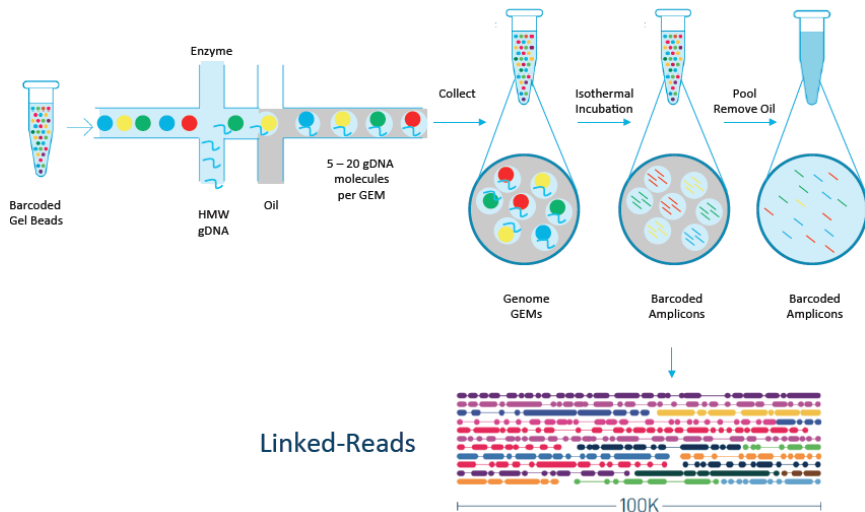 Enzyme
Collect
Isothermal
Incubation
Pool
Remove Oil
Barcoded
Gel Beads
HMW
gDNA
Oil
5 – 20 gDNA
molecules
per GEM
Genome
GEMs
Barcoded
Amplicons
Barcoded
Amplicons
Linked-Reads
100K